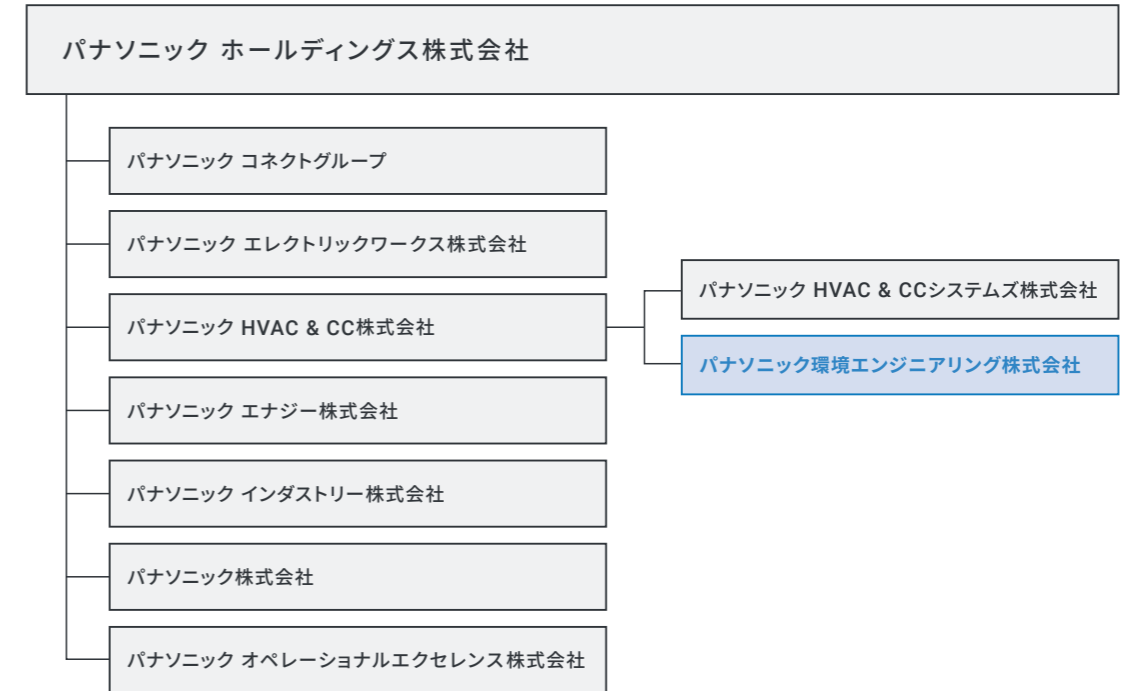 パナソニック ホールディングス株式会社
パナソニック コネクトグループ
パナソニック エレクトリックワークス株式会社
パナソニック HVAC & CC株式会社
パナソニック HVAC & CCシステムズ株式会社
パナソニック環境エンジニアリング株式会社
パナソニック エナジー株式会社
パナソニック インダストリー株式会社
パナソニック株式会社
パナソニック オペレーショナルエクセレンス株式会社